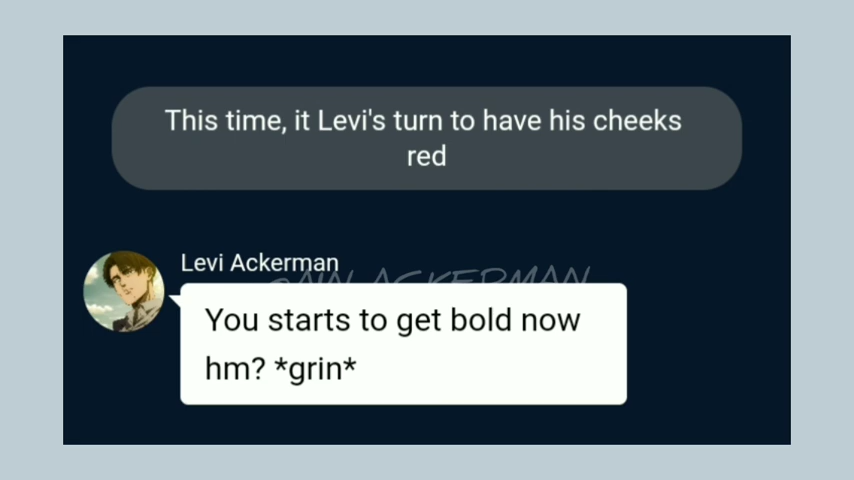 This time, it Levi's turn to have his cheeks
red
Levi Ackerman
ACKERMAN
You starts to get bold now
hm? *grin*